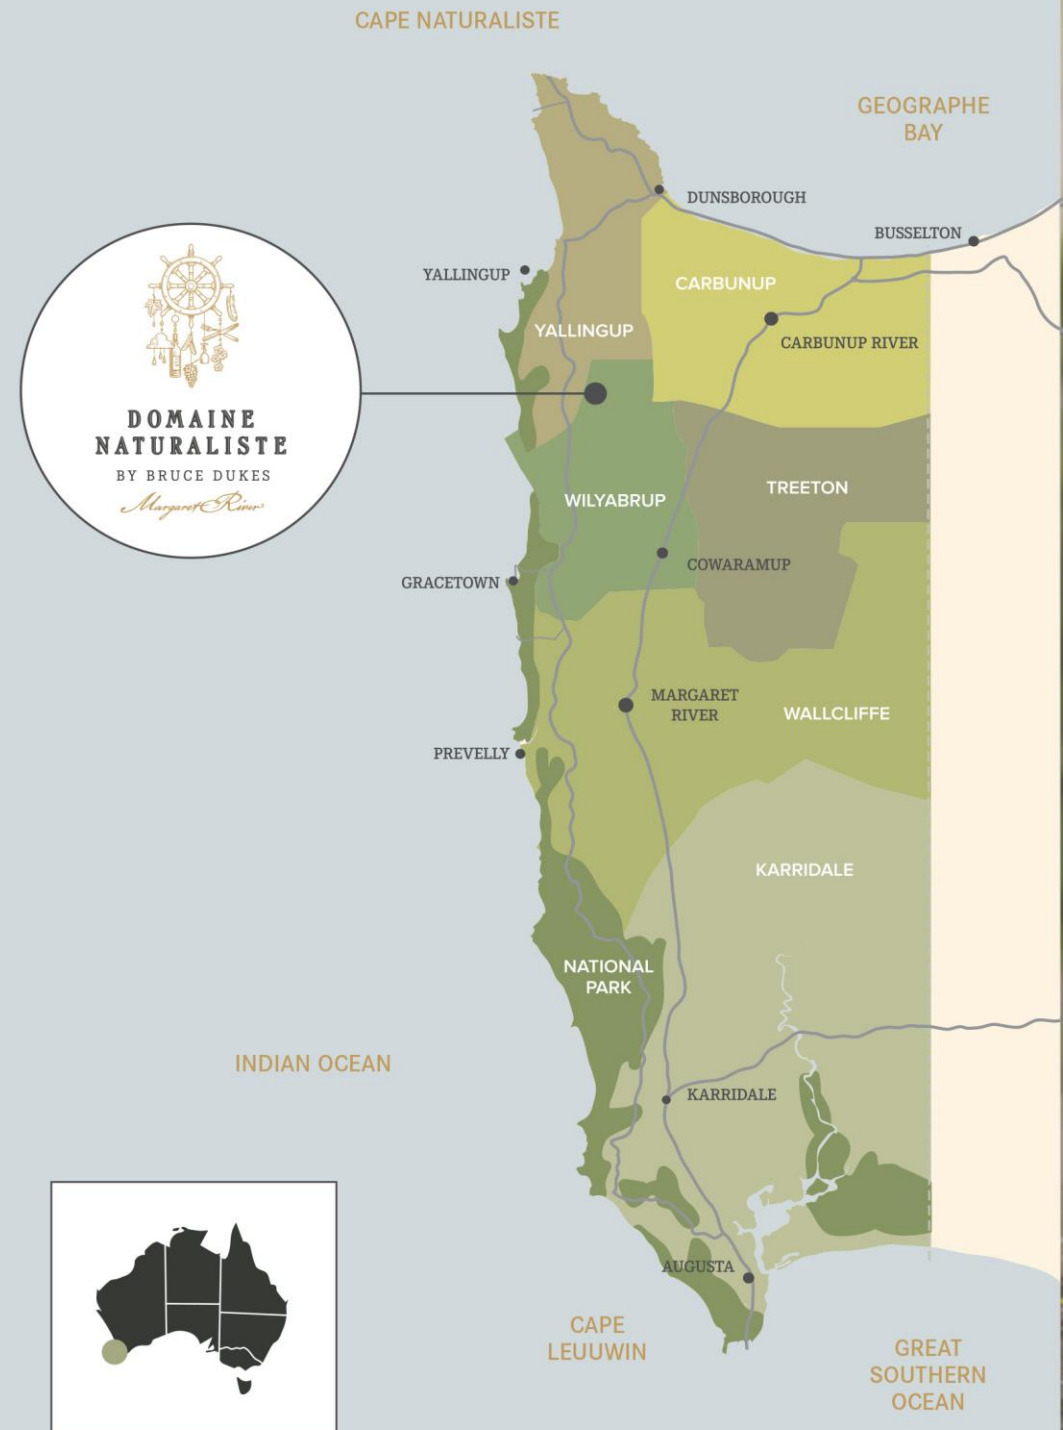 CAPE NATURALISTE
GEOGRAPHE
BAY
DUNSBOROUGH
BUSSELTON
YALLINGUP
CARBUNUP
YALLINGUP
CARBUNUP RIVER
DOMAINE
NATURALISTE
BY BRUCE DUKES
Margaret River
TREETON
WILYABRUP
COWARAMUP
GRACETOWN
MARGARET
RIVER
WALLCLIFFE
PREVELLY
KARRIDALE
NATIONAL
PARK
INDIAN OCEAN
KARRIDALE
AUGUSTA
CAPE
LEUUWIN
GREAT
SOUTHERN
OCEAN